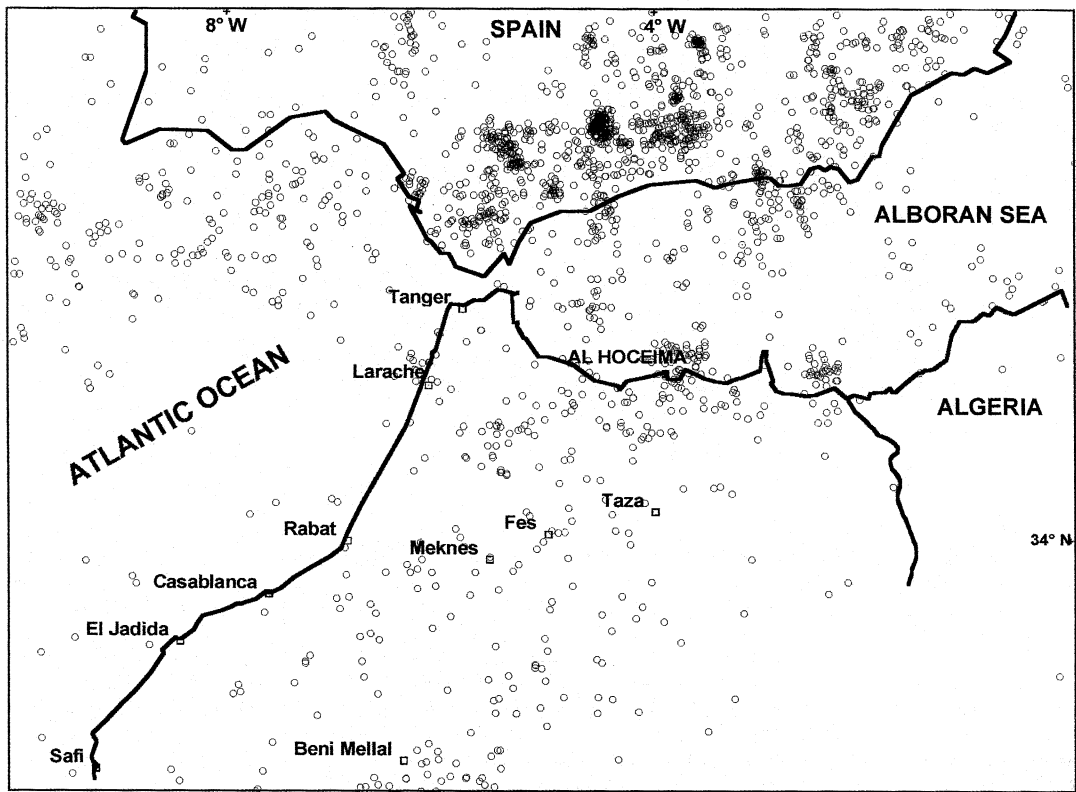 8° W
SPAIN
4° W
ALBORAN SEA
Tanger
AL HOCEIMA
Larache
ATLANTIC OCEAN
ALGERIA
Taza
Fes
Rabat
34° N
Meknes
Casablanca
El Jadida
Beni Mellal
Safi